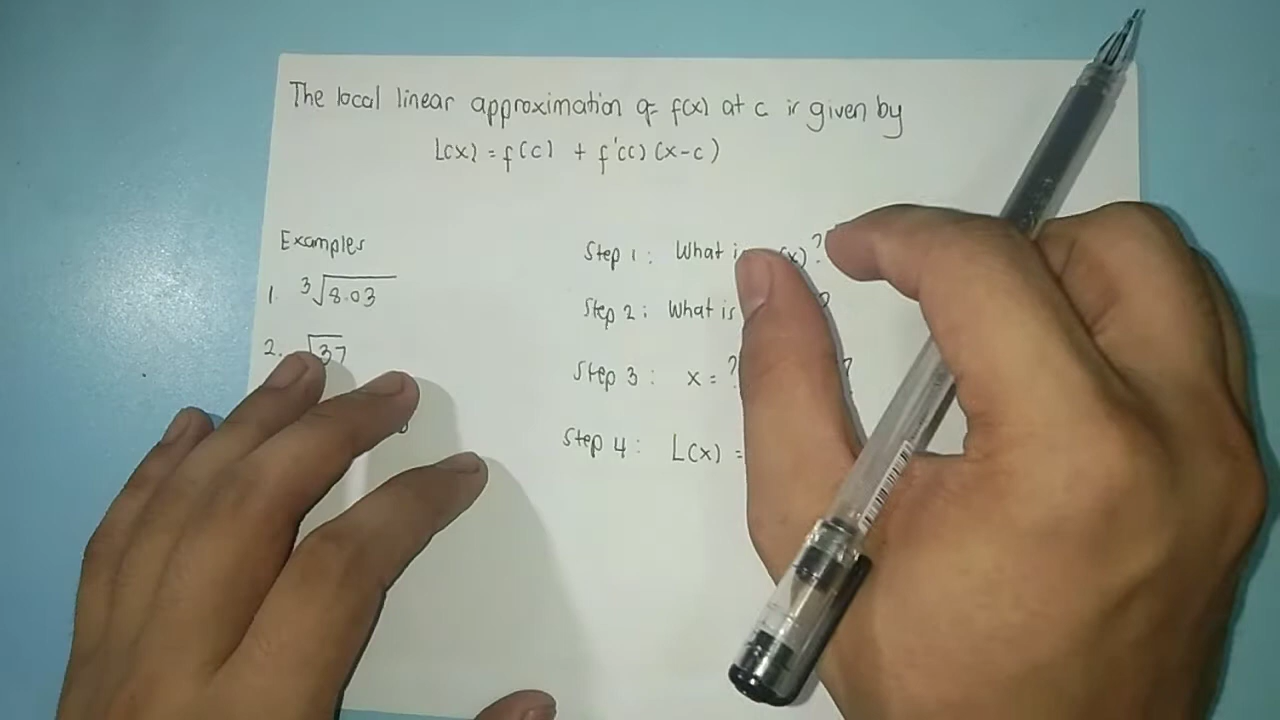 The local linear approximation of f(x) at c is given by
L(x) = f(c) + f'(c) (x-c)
Examples
1. ³√8.03
2. √37
Step 1: What is (x)?
Step 2: What is ?
Step 3: x = ? ?
Step 4: L(x) =